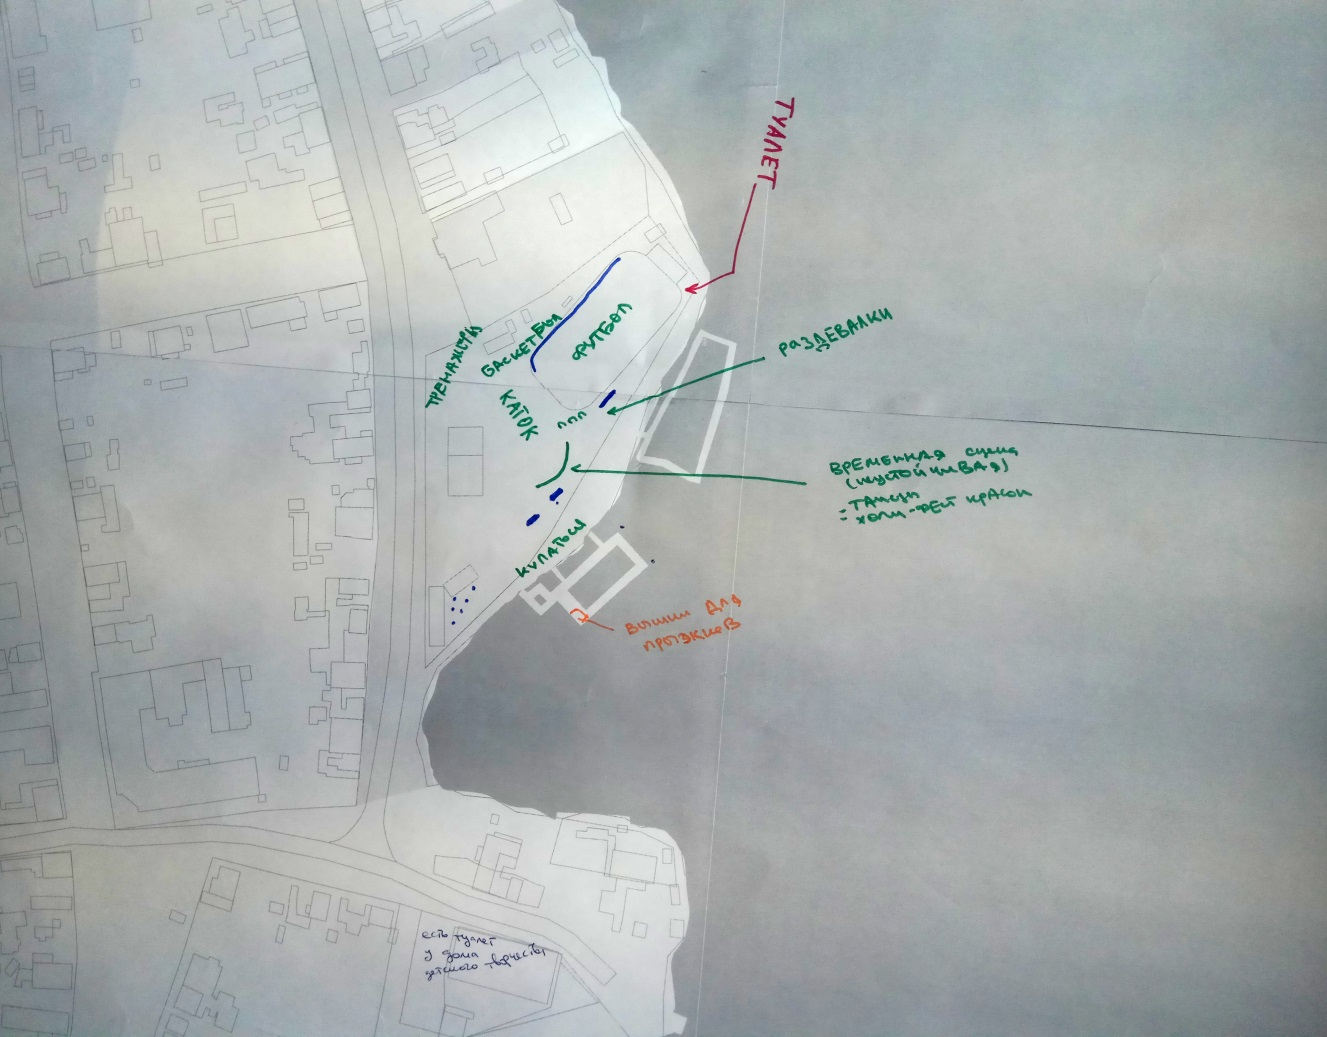 ТУАЛЕТ
РАЗДЕВАЛКИ
ТРЕНАЖЕРЫ
БАСКЕТБОЛ
ФУТБОЛ
КАТОК
ВРЕМЕННАЯ сцена
- ТАНЦЫ
- холи-фест красок
КУПАТЬСЯ
ВЫШКИ ДЛЯ
ПРЫЖКОВ
есть туалет
у дома
детского творчества